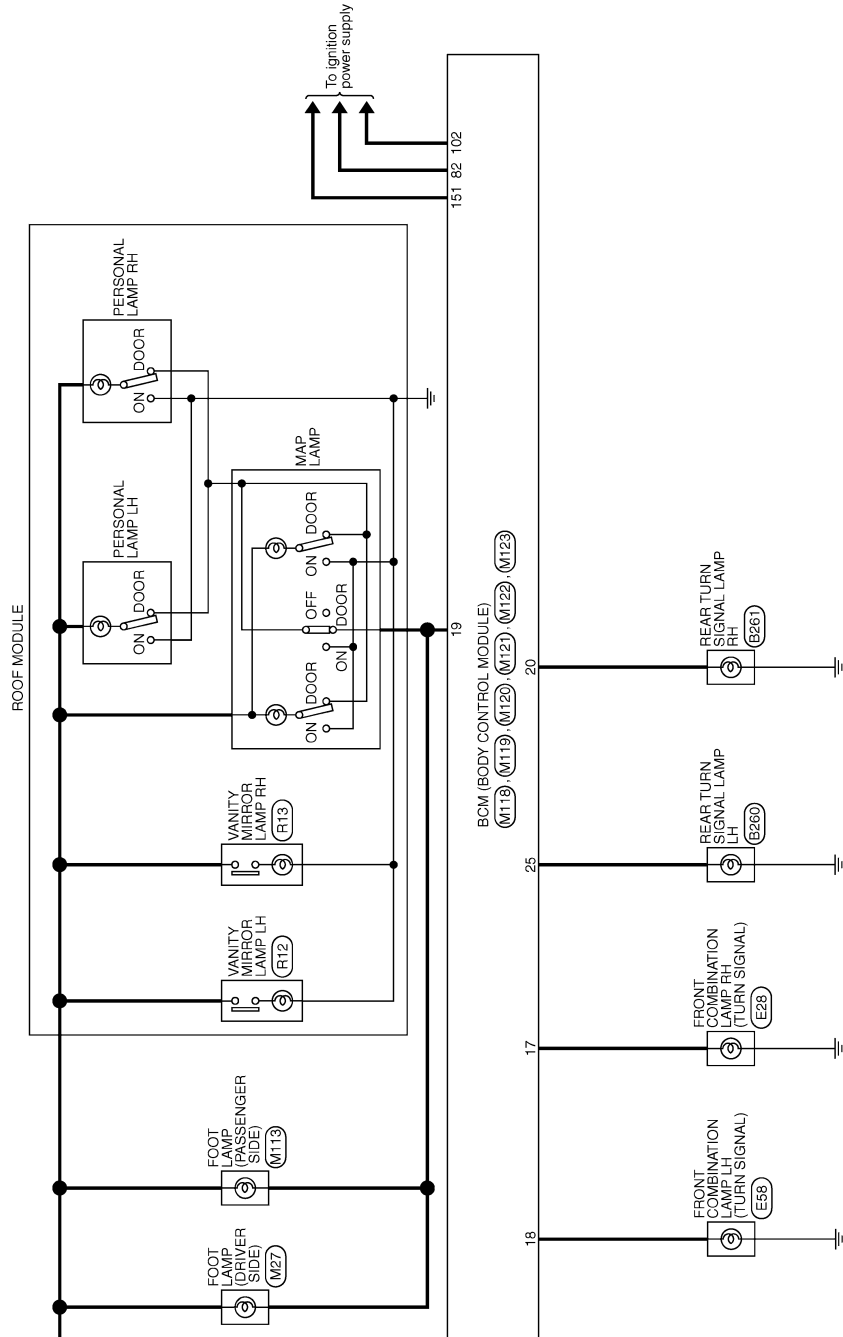 ROOF MODULE
FOOT
LAMP
(DRIVER
SIDE)
M27
FOOT
LAMP
(PASSENGER
SIDE)
M113
VANITY
MIRROR
LAMP LH
R12
VANITY
MIRROR
LAMP RH
R13
PERSONAL
LAMP LH
ON
DOOR
PERSONAL
LAMP RH
ON
DOOR
MAP
LAMP
ON
DOOR
ON
OFF
DOOR
ON
DOOR
To ignition
power supply
19
151
82
102
BCM (BODY CONTROL MODULE)
M118 , M119 , M120 , M121 , M122 , M123
18
17
25
20
FRONT
COMBINATION
LAMP LH
(TURN SIGNAL)
E58
FRONT
COMBINATION
LAMP RH
(TURN SIGNAL)
E28
REAR TURN
SIGNAL LAMP
LH
B260
REAR TURN
SIGNAL LAMP
RH
B261